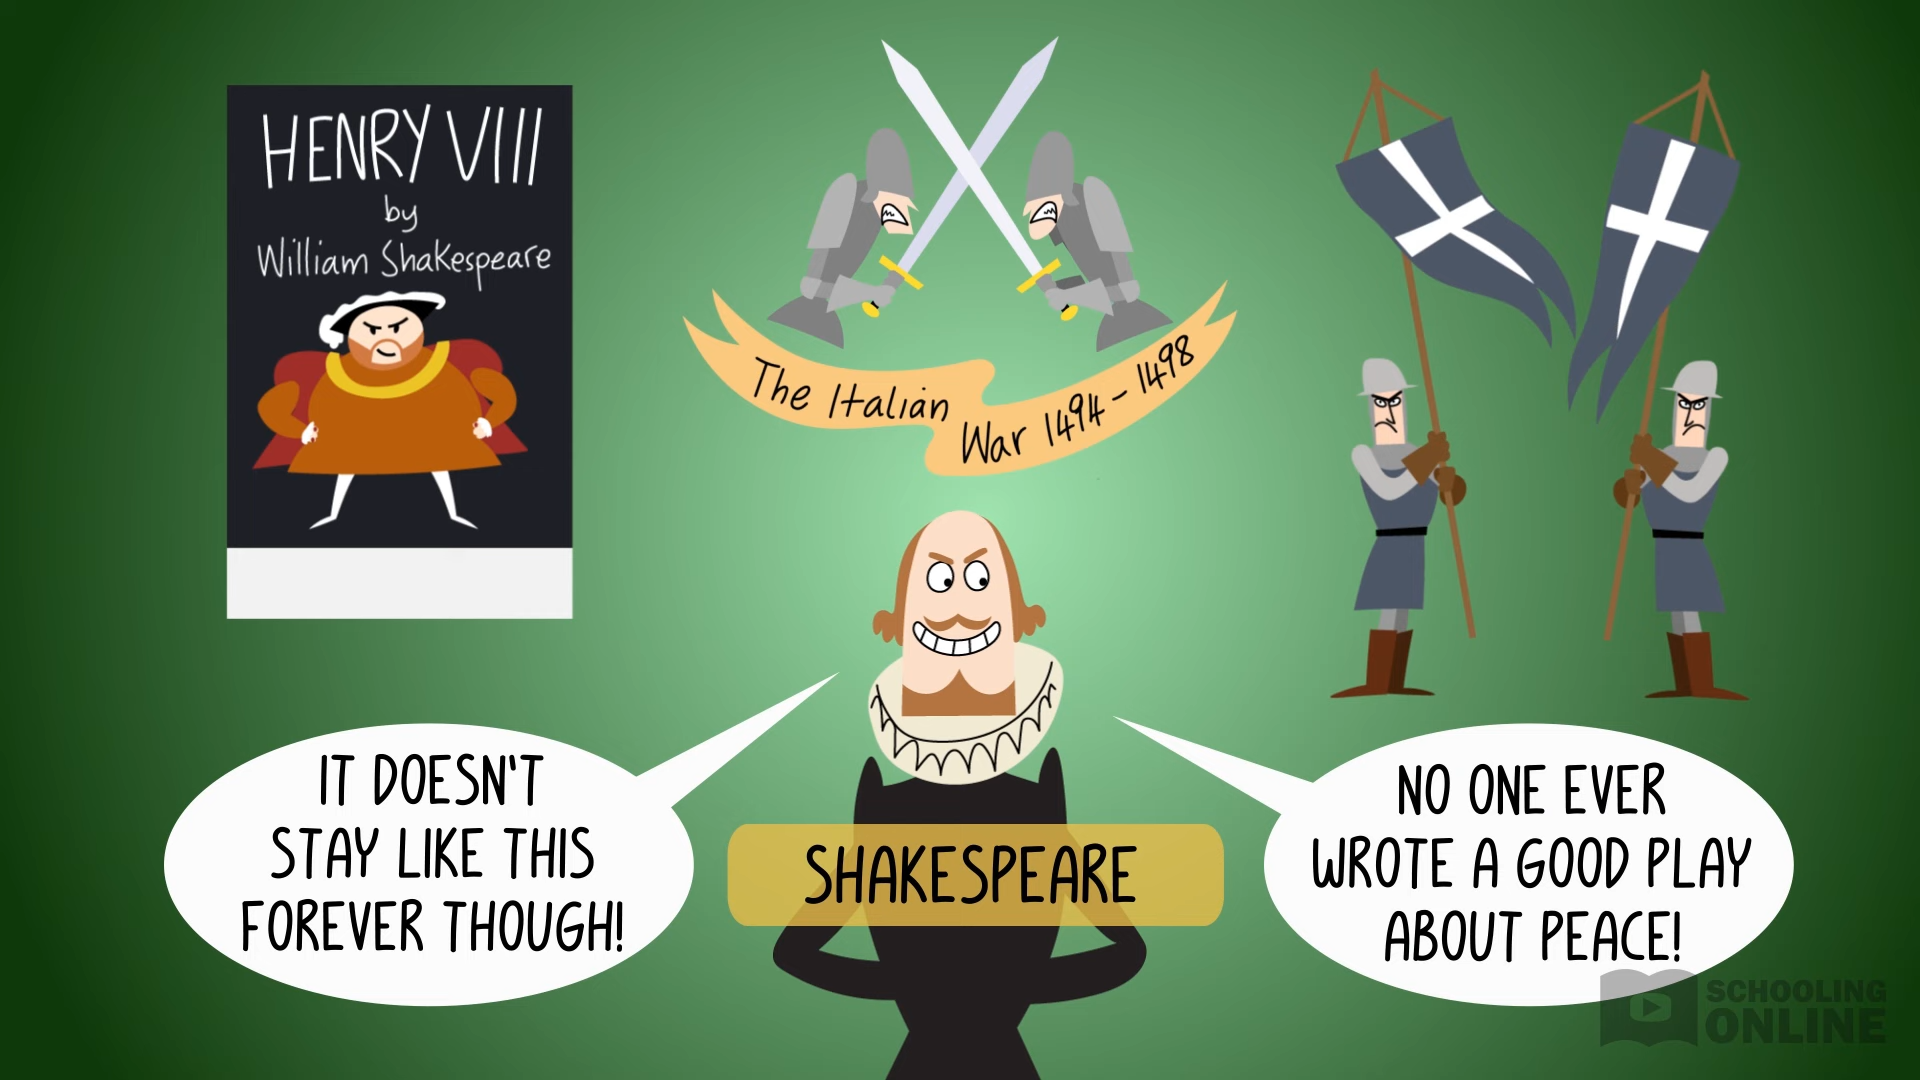 HENRY VIII
by
William Shakespeare
The Italian
War 1494-1498
IT DOESN'T
STAY LIKE THIS
FOREVER THOUGH!
SHAKESPEARE
NO ONE EVER
WROTE A GOOD PLAY
ABOUT PEACE!
SCHOOLING
ONLINE